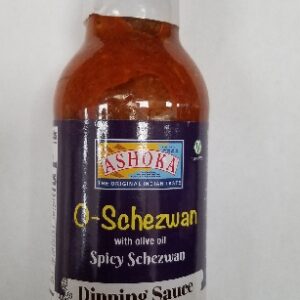 ASHOKA
THE ORIGINAL INDIAN TASTE
O-Schezwan
with olive oil
Spicy Schezwan
Dipping Sauce